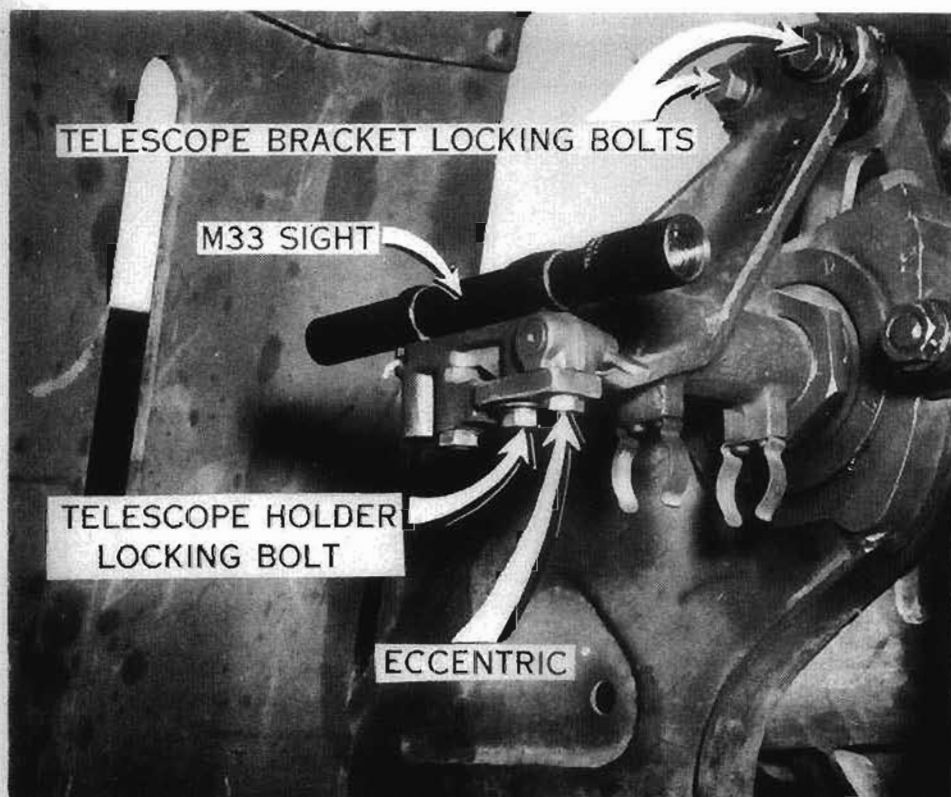 TELESCOPE BRACKET LOCKING BOLTS
M33 SIGHT
TELESCOPE HOLDER
LOCKING BOLT
ECCENTRIC